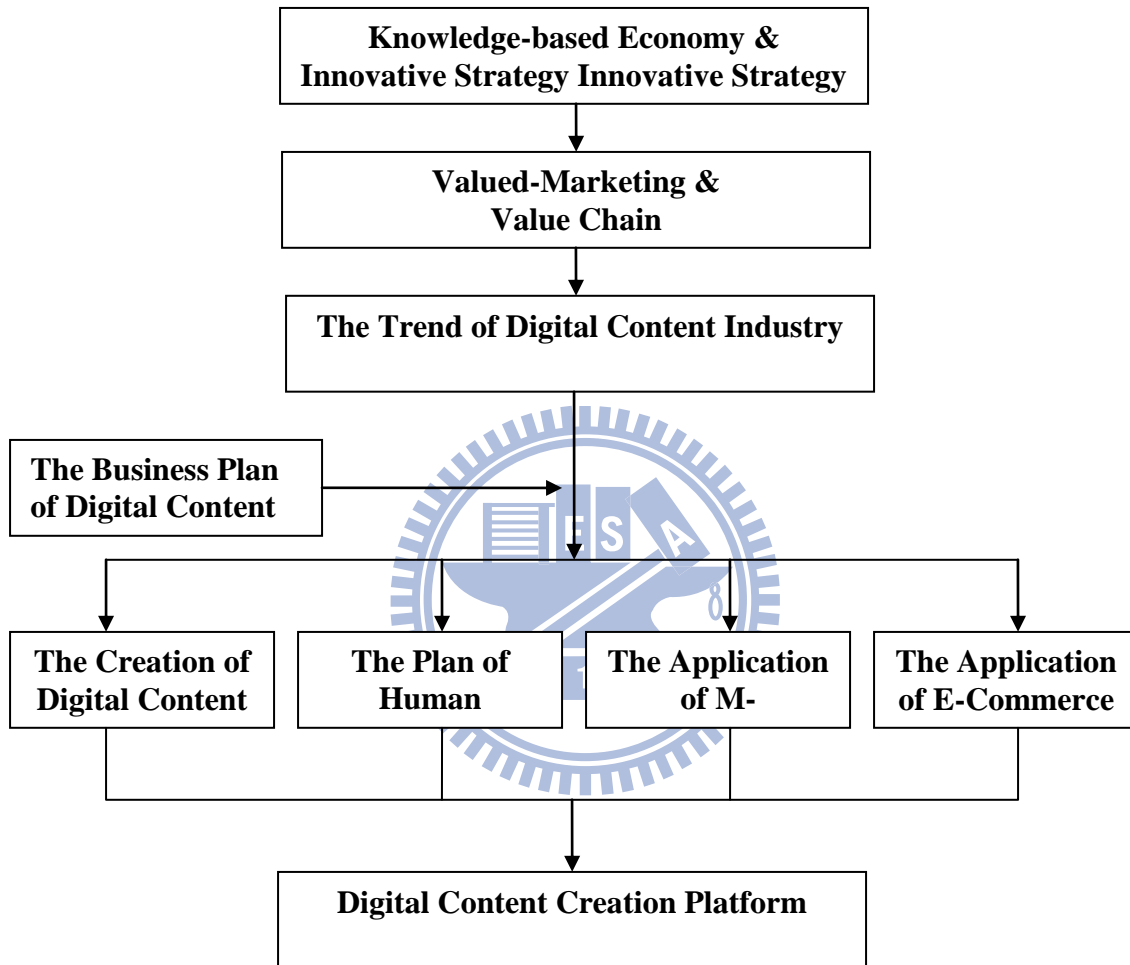 Knowledge-based Economy &
Innovative Strategy Innovative Strategy
Valued-Marketing &
Value Chain
The Trend of Digital Content Industry
The Business Plan
of Digital Content
E S A
The Creation of
Digital Content
The Plan of
Human
The Application
of M-
The Application
of E-Commerce
1
Digital Content Creation Platform